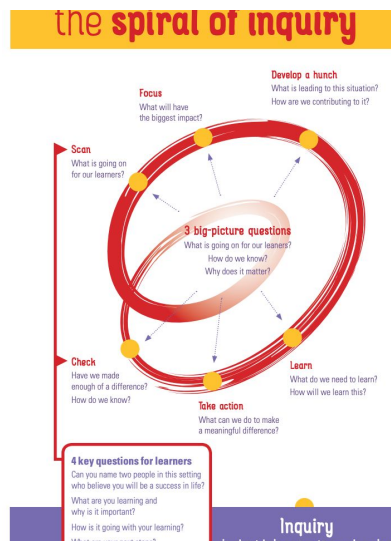 the spiral of inquiry
Develop a hunch
What is leading to this situation?
How are we contributing to it?
Focus
What will have
the biggest impact?
Scan
What is going on
for our learners?
3 big-picture questions
What is going on for our leaners?
How do we know?
Why does it matter?
Check
Have we made
enough of a difference?
How do we know?
Learn
What do we need to learn?
How will we learn this?
Take action
What can we do to make
a meaningful difference?
4 key questions for learners
Can you name two people in this setting
who believe you will be a success in life?
What are you learning and
why is it important?
How is it going with your learning?
Inquiry